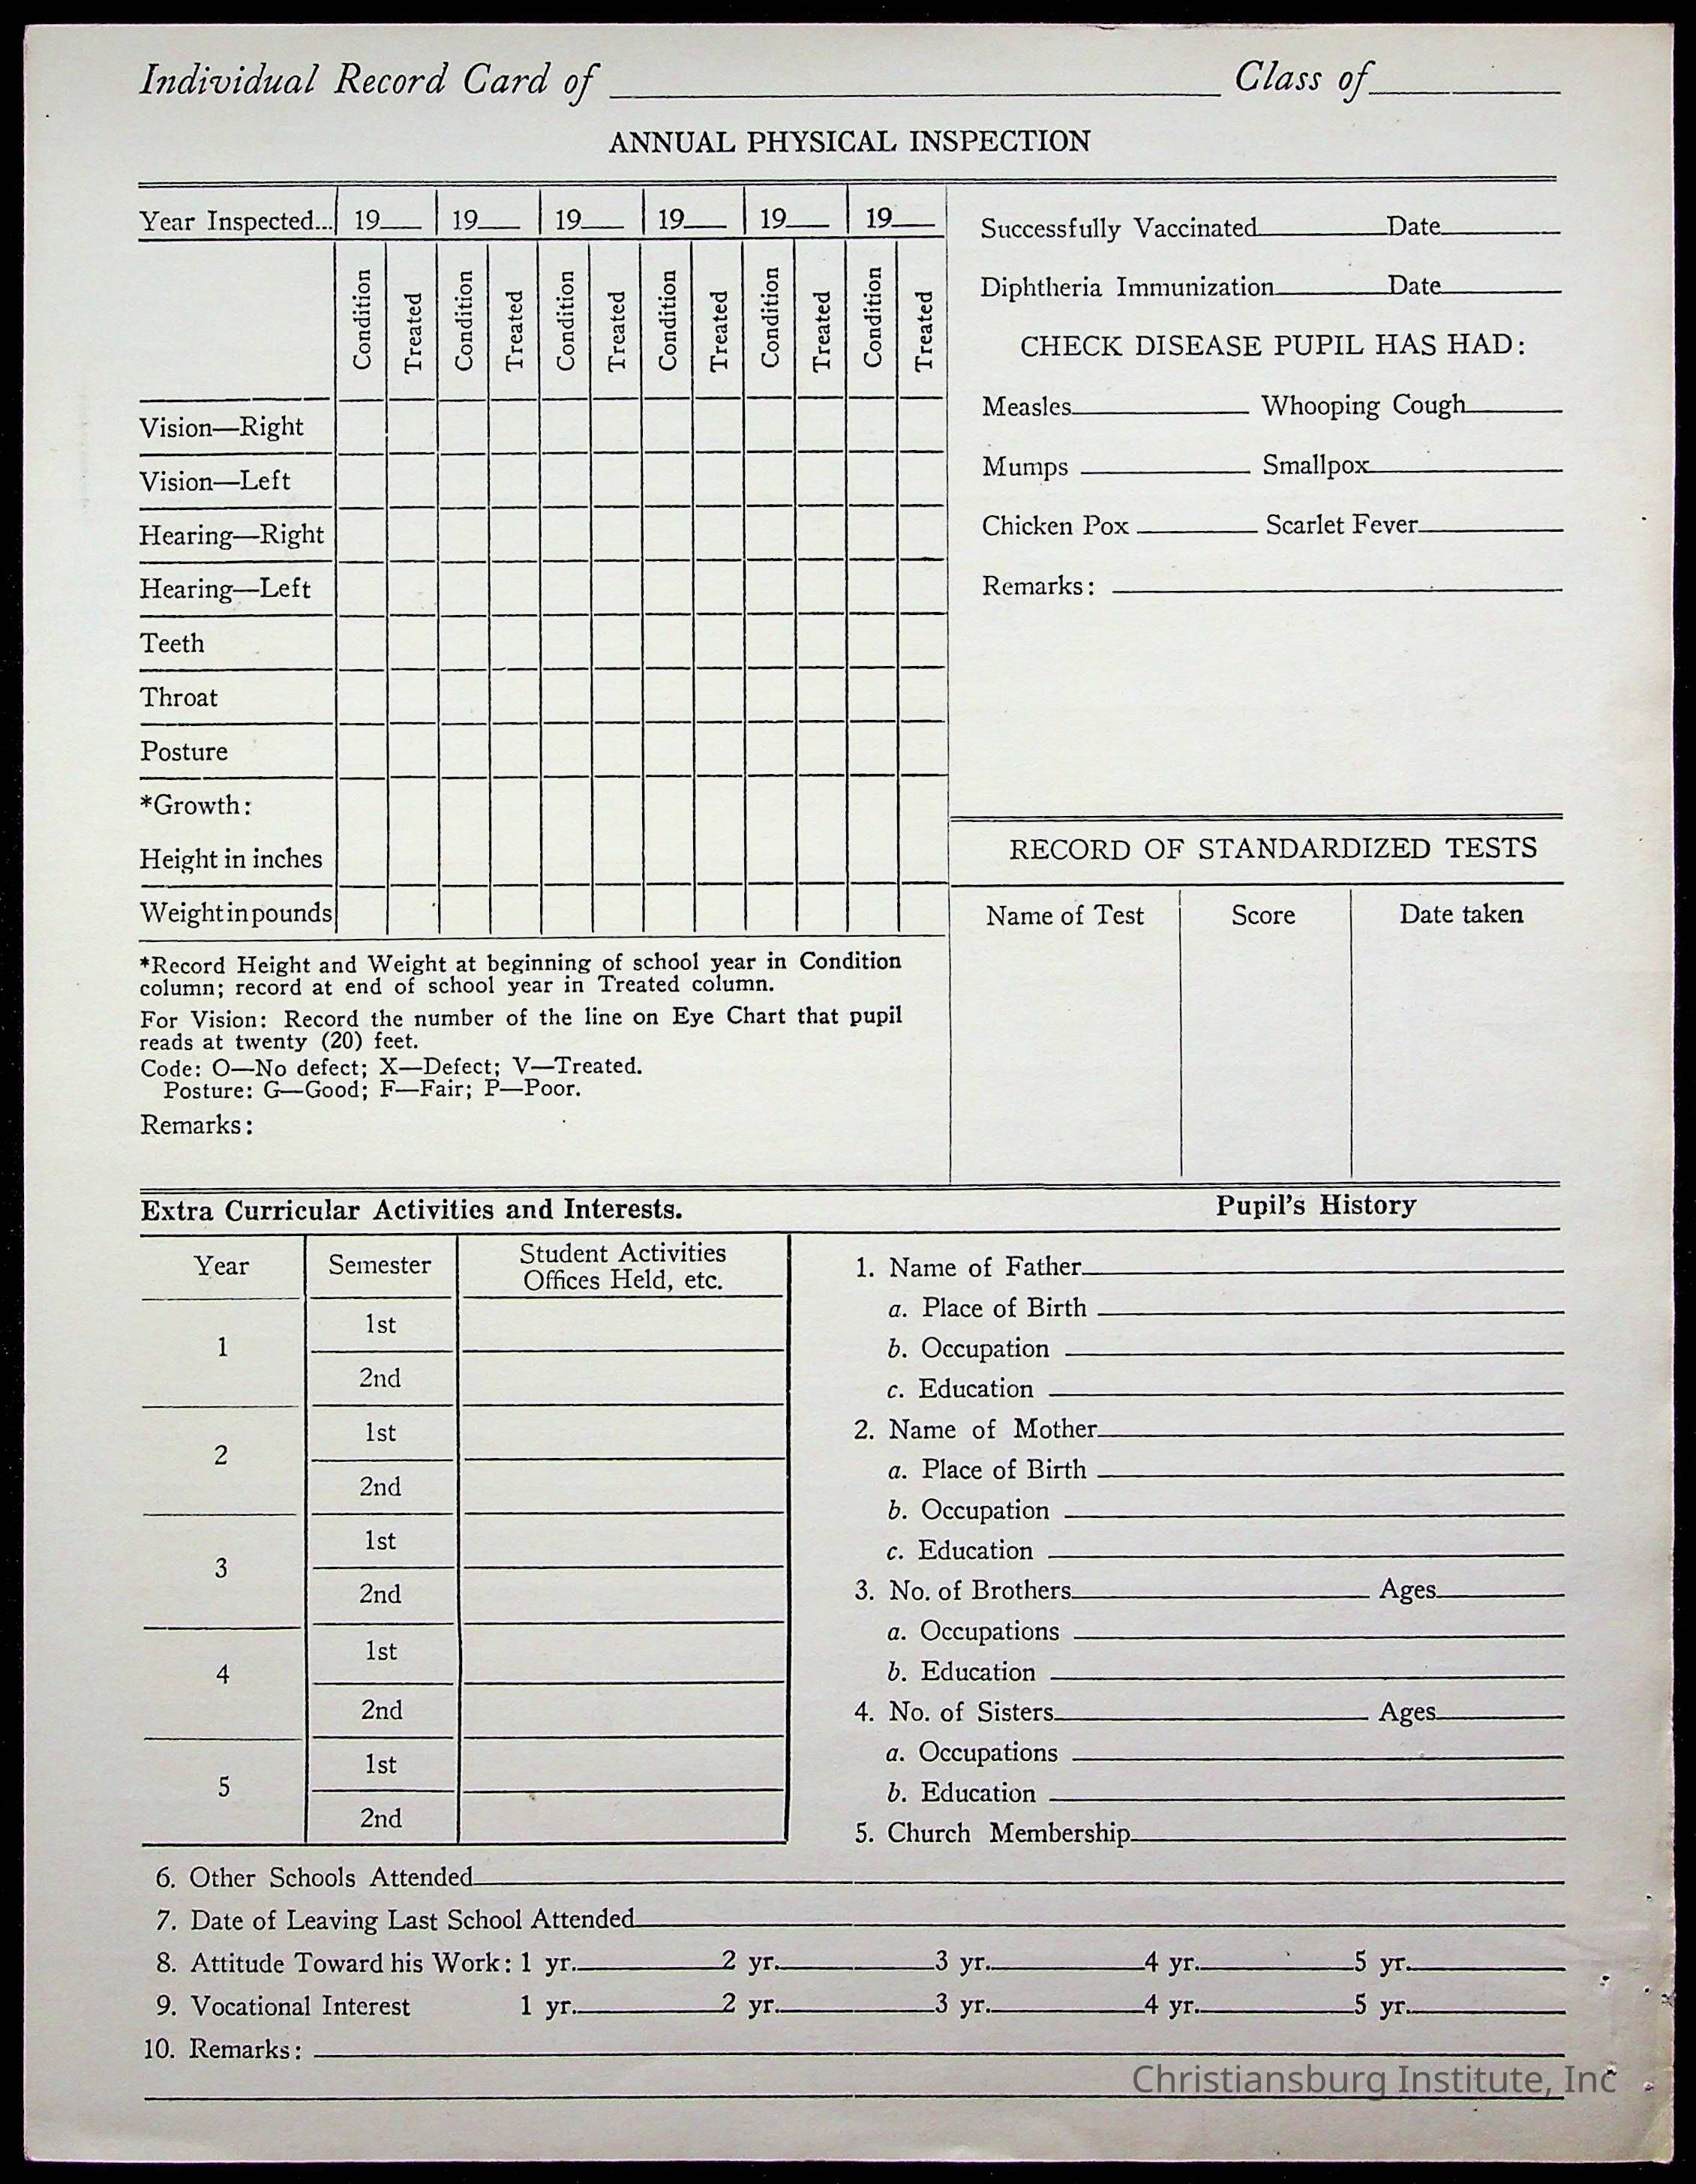 Individual Record Card of Class of
ANNUAL PHYSICAL INSPECTION
Year Inspected... 19 19 19 19 19 19
Condition Treated Condition Treated Condition Treated Condition Treated Condition Treated Condition Treated
Vision—Right
Vision—Left
Hearing—Right
Hearing—Left
Teeth
Throat
Posture
*Growth:
Height in inches
Weight in pounds
*Record Height and Weight at beginning of school year in Condition
column; record at end of school year in Treated column.
For Vision: Record the number of the line on Eye Chart that pupil
reads at twenty (20) feet.
Code: O—No defect; X—Defect; V—Treated.
Posture: G—Good; F—Fair; P—Poor.
Remarks:
Successfully Vaccinated Date
Diphtheria Immunization Date
CHECK DISEASE PUPIL HAS HAD:
Measles Whooping Cough
Mumps Smallpox
Chicken Pox Scarlet Fever
Remarks:
RECORD OF STANDARDIZED TESTS
Name of Test Score Date taken
Extra Curricular Activities and Interests.
Year Semester Student Activities
Offices Held, etc.
1 1st
2nd
2 1st
2nd
3 1st
2nd
4 1st
2nd
5 1st
2nd
Pupil's History
1. Name of Father
a. Place of Birth
b. Occupation
c. Education
2. Name of Mother
a. Place of Birth
b. Occupation
c. Education
3. No. of Brothers Ages
a. Occupations
b. Education
4. No. of Sisters Ages
a. Occupations
b. Education
5. Church Membership
6. Other Schools Attended
7. Date of Leaving Last School Attended
8. Attitude Toward his Work: 1 yr. 2 yr. 3 yr. 4 yr. 5 yr.
9. Vocational Interest 1 yr. 2 yr. 3 yr. 4 yr. 5 yr.
10. Remarks:
Christiansburg Institute, Inc